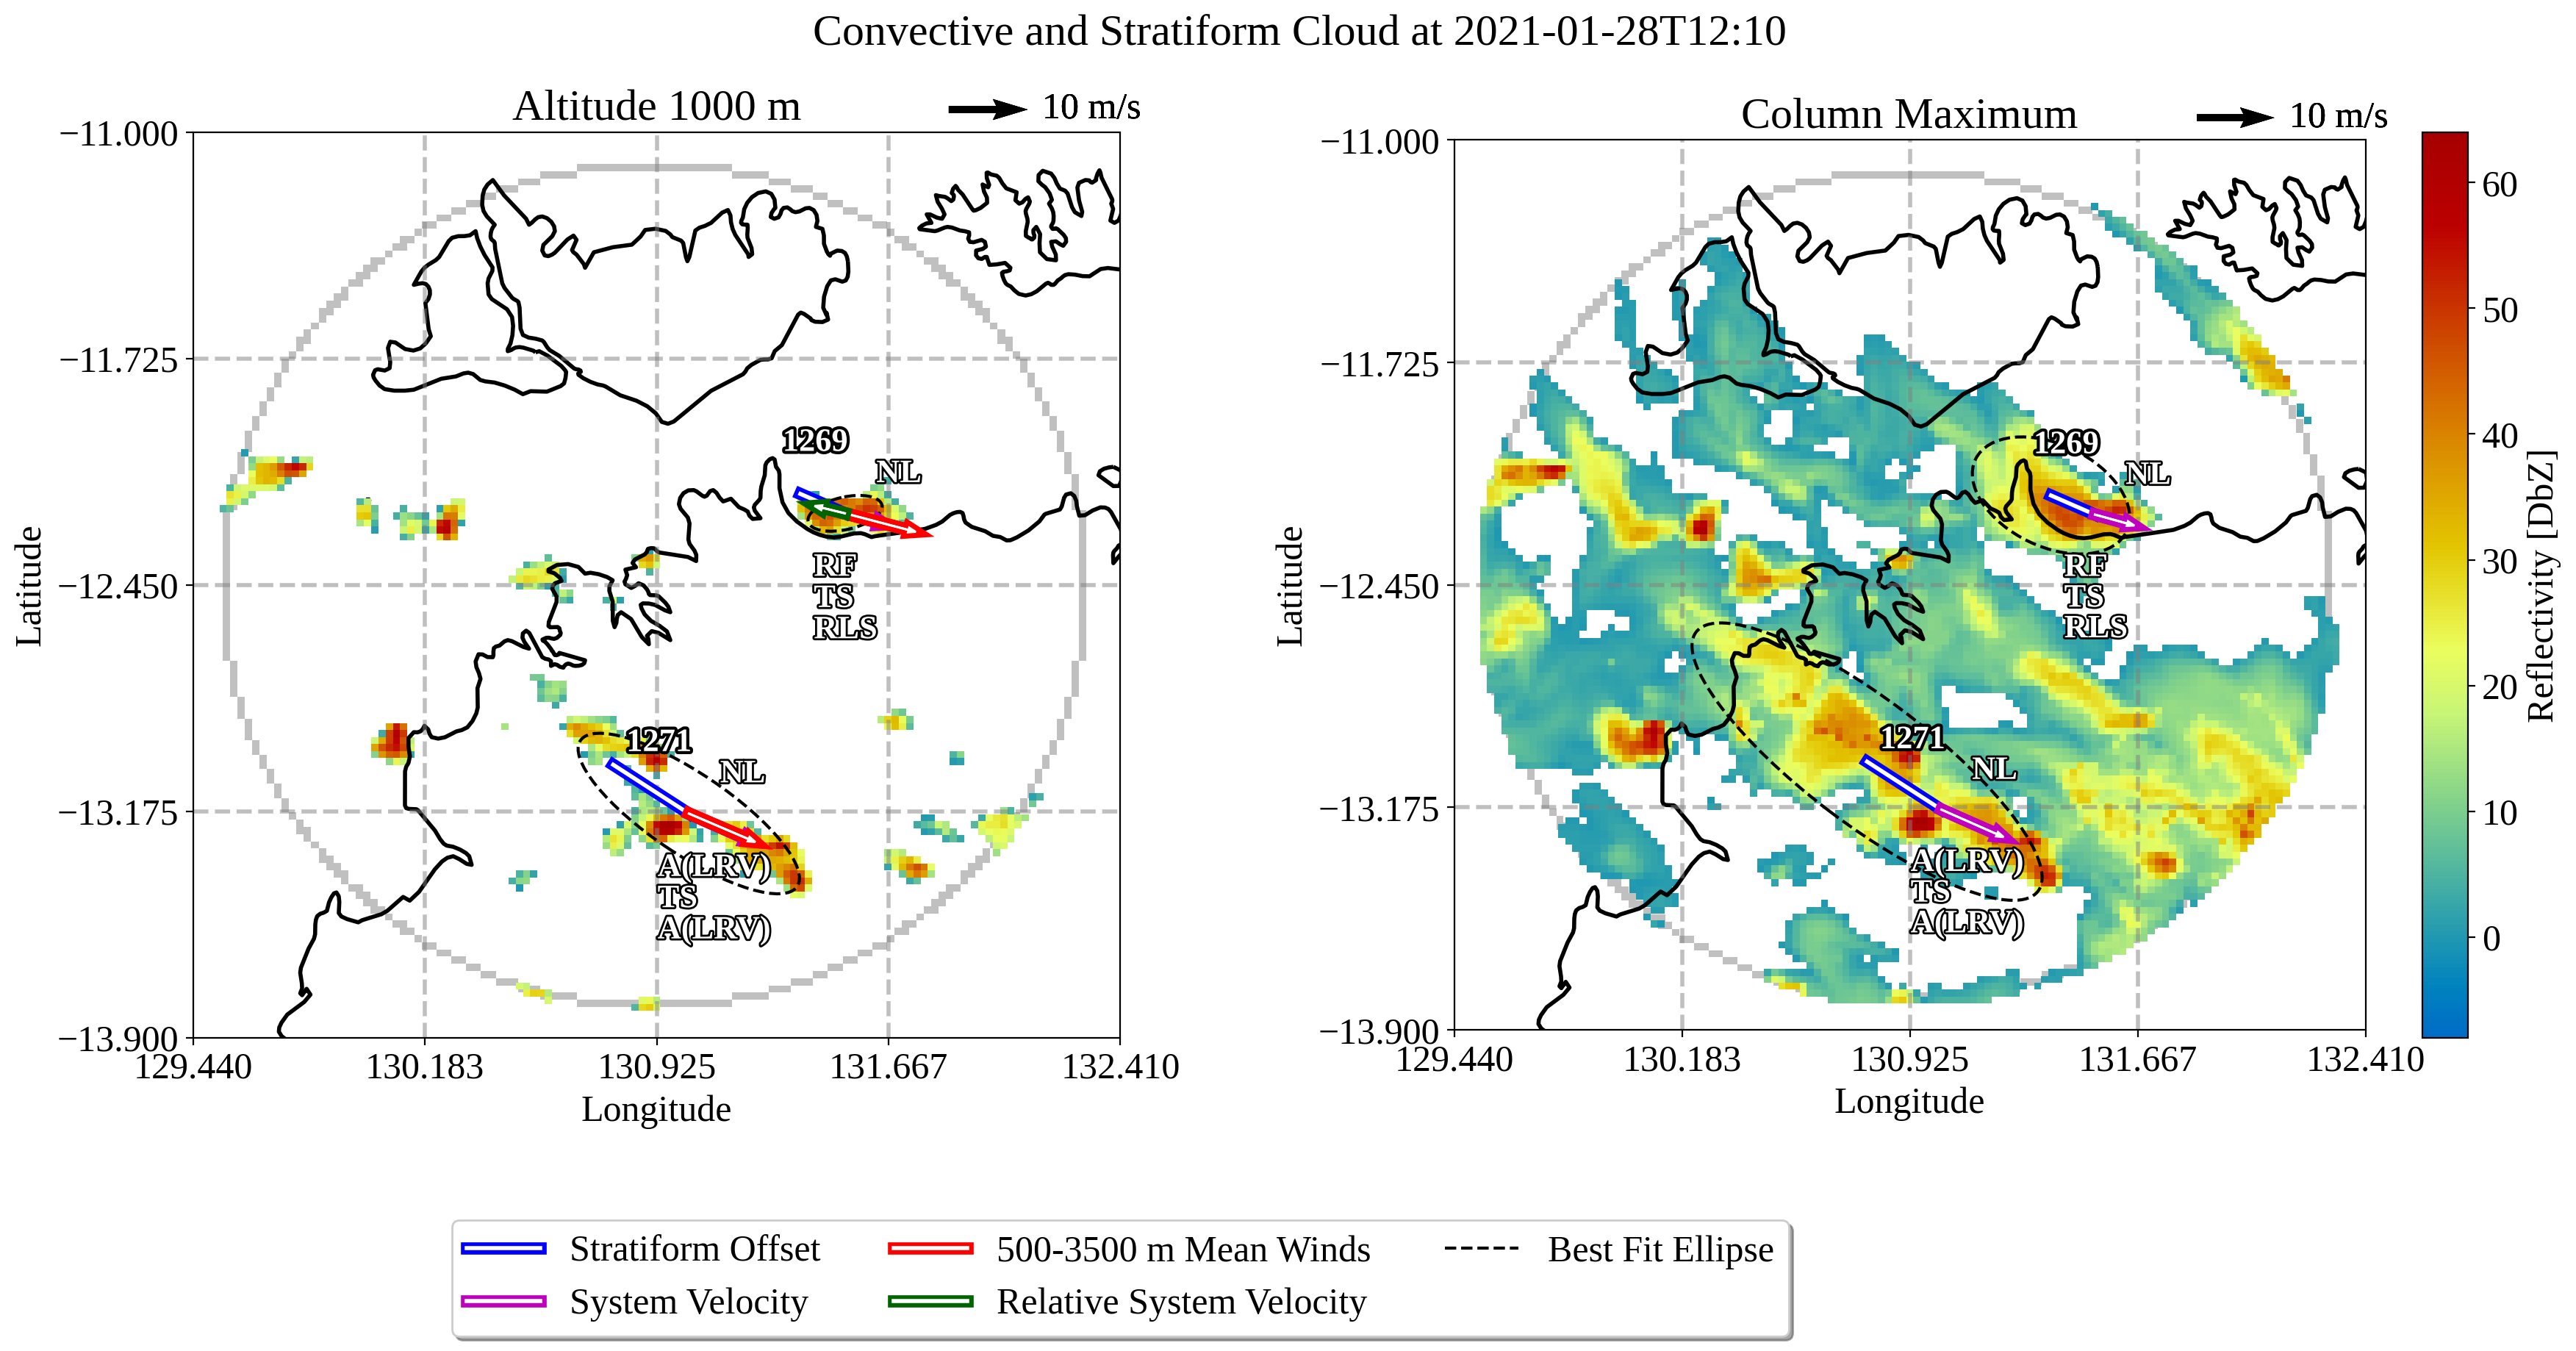 Convective and Stratiform Cloud at 2021-01-28T12:10
Altitude 1000 m
10 m/s
−11.000
−11.725
−12.450
−13.175
−13.900
Latitude
129.440
130.183
130.925
131.667
132.410
Longitude
1269
NL
RF
TS
RLS
1271
NL
A(LRV)
TS
A(LRV)
Column Maximum
10 m/s
−11.000
−11.725
−12.450
−13.175
−13.900
Latitude
129.440
130.183
130.925
131.667
132.410
Longitude
1269
NL
RF
TS
RLS
1271
NL
A(LRV)
TS
A(LRV)
60
50
40
30
20
10
0
Reflectivity [DbZ]
Stratiform Offset
System Velocity
500-3500 m Mean Winds
Relative System Velocity
Best Fit Ellipse